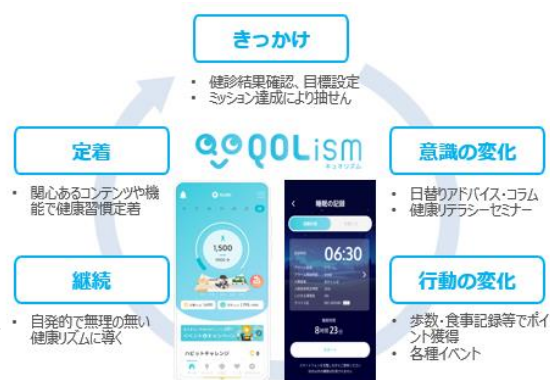 きっかけ
▪ 健診結果確認、目標設定
▪ ミッション達成により抽せん
QOLism
キュオリズム
定着
▪ 関心あるコンテンツや機
能で健康習慣定着
意識の変化
▪ 日替りアドバイス・コラム
▪ 健康リテラシーセミナー
継続
▪ 自発的で無理の無い
健康リズムに導く
行動の変化
▪ 歩数・食事記録等でポイ
ント獲得
▪ 各種イベント
1,500
ハビットチャレンジ
睡眠の記録
06:30
8時間23分